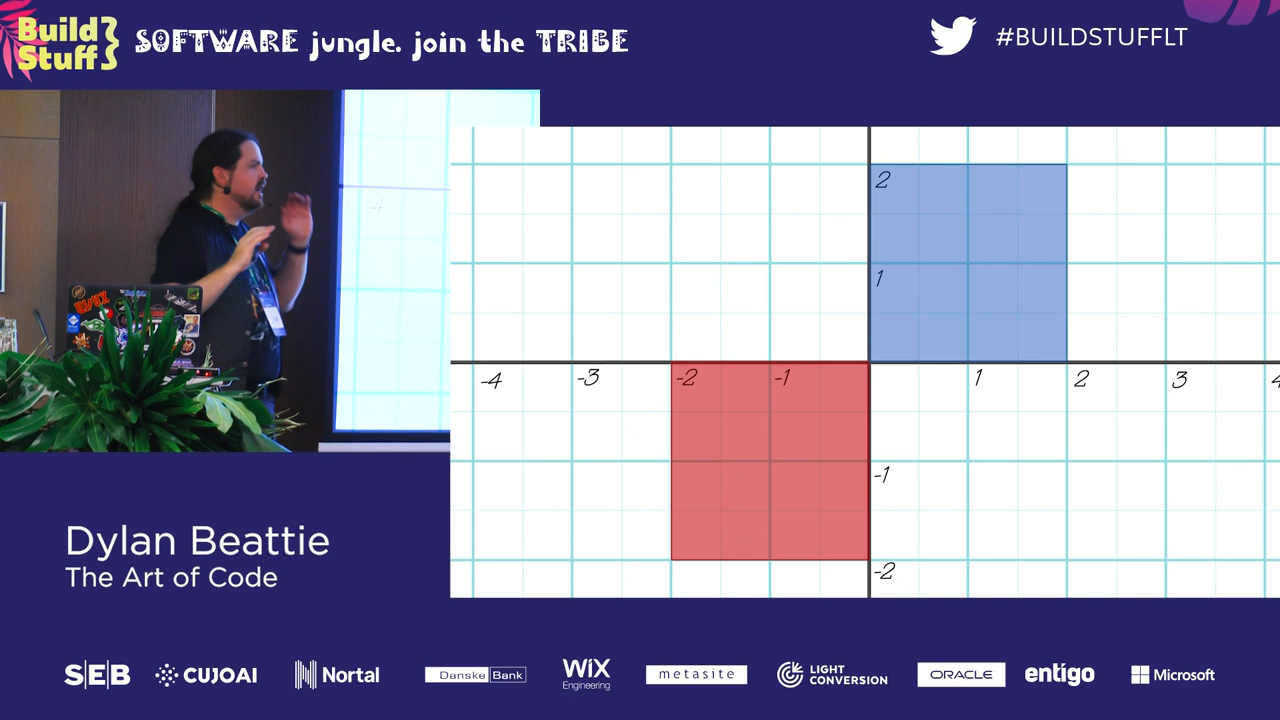 Build
Stuff
SOFTWARE jungle. join the TRIBE
#BUILDSTUFFLT
2
1
-4
-3
-2
-1
1
2
3
4
-1
-2
Dylan Beattie
The Art of Code
SEB
CUJOAI
Nortal
Danske Bank
WiX
Engineering
metasite
LIGHT
CONVERSION
ORACLE
entigo
Microsoft